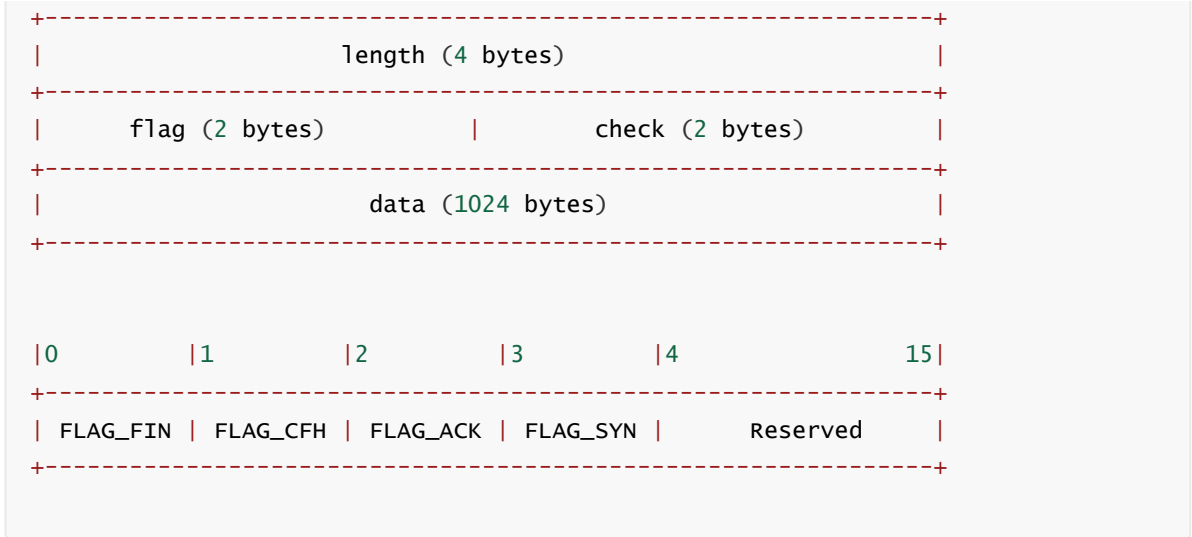 +---------------------------------------------------------------+
| length (4 bytes) |
+---------------------------------------------------------------+
| flag (2 bytes) | check (2 bytes) |
+---------------------------------------------------------------+
| data (1024 bytes) |
+---------------------------------------------------------------+
|0 |1 |2 |3 |4 15|
+---------------------------------------------------------------+
| FLAG_FIN | FLAG_CFH | FLAG_ACK | FLAG_SYN | Reserved |
+---------------------------------------------------------------+